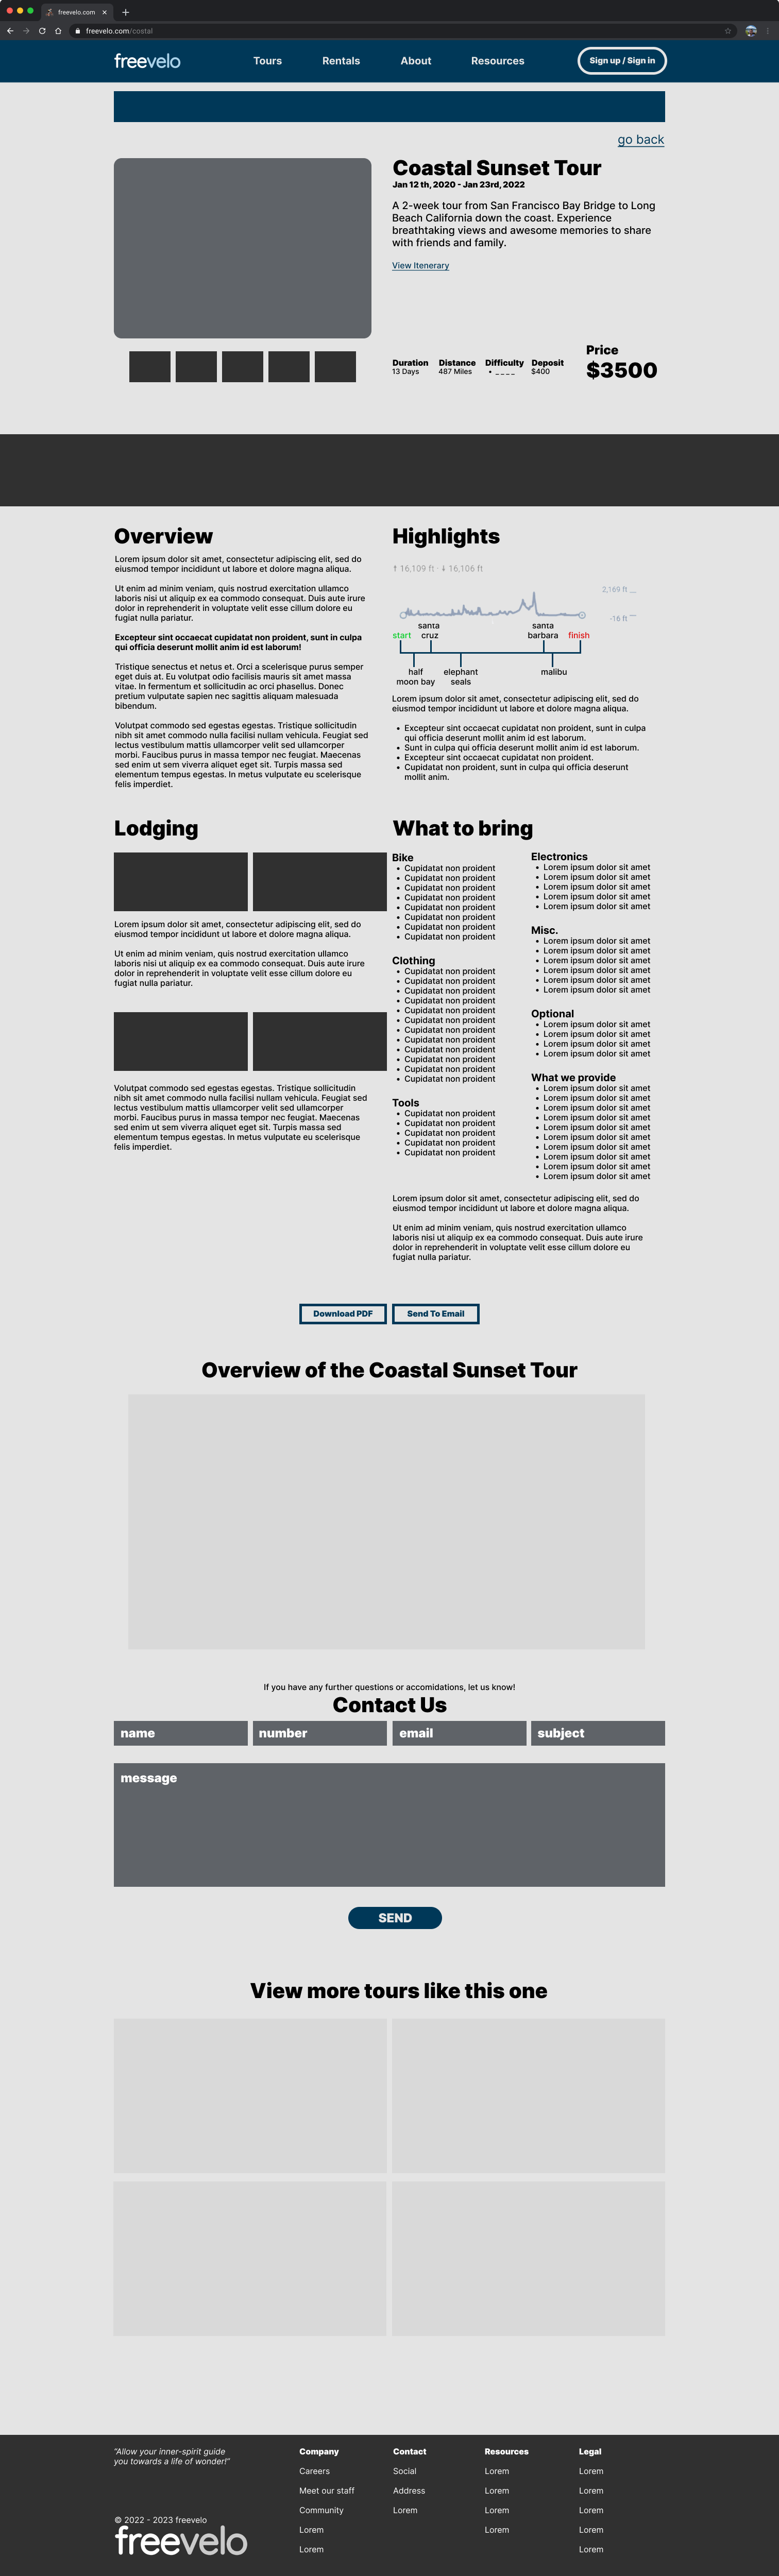 freevelo.com
freevelo.com/costal
freevelo
Tours
Rentals
About
Resources
Sign up / Sign in
go back
Coastal Sunset Tour
Jan 12 th, 2020 - Jan 23rd, 2022
A 2-week tour from San Francisco Bay Bridge to Long
Beach California down the coast. Experience
breathtaking views and awesome memories to share
with friends and family.
View Itenerary
Duration
13 Days
Distance
487 Miles
Difficulty
• _ _ _ _
Deposit
$400
Price
$3500
Overview
Lorem ipsum dolor sit amet, consectetur adipiscing elit, sed do
eiusmod tempor incididunt ut labore et dolore magna aliqua.
Ut enim ad minim veniam, quis nostrud exercitation ullamco
laboris nisi ut aliquip ex ea commodo consequat. Duis aute irure
dolor in reprehenderit in voluptate velit esse cillum dolore eu
fugiat nulla pariatur.
Excepteur sint occaecat cupidatat non proident, sunt in culpa
qui officia deserunt mollit anim id est laborum!
Tristique senectus et netus et. Orci a scelerisque purus semper
eget duis at. Eu volutpat odio facilisis mauris sit amet massa
vitae. In fermentum et sollicitudin ac orci phasellus. Donec
pretium vulputate sapien nec sagittis aliquam malesuada
bibendum.
Volutpat commodo sed egestas egestas. Tristique sollicitudin
nibh sit amet commodo nulla facilisi nullam vehicula. Feugiat sed
lectus vestibulum mattis ullamcorper velit sed ullamcorper
morbi. Faucibus purus in massa tempor nec feugiat. Maecenas
sed enim ut sem viverra aliquet eget sit. Turpis massa sed
elementum tempus egestas. In metus vulputate eu scelerisque
felis imperdiet.
Highlights
↑ 16,109 ft · ↓ 16,106 ft
2,169 ft
-16 ft
start
santa
cruz
santa
barbara
finish
half
moon bay
elephant
seals
malibu
Lorem ipsum dolor sit amet, consectetur adipiscing elit, sed do
eiusmod tempor incididunt ut labore et dolore magna aliqua.
• Excepteur sint occaecat cupidatat non proident, sunt in culpa
qui officia deserunt mollit anim id est laborum.
• Sunt in culpa qui officia deserunt mollit anim id est laborum.
• Excepteur sint occaecat cupidatat non proident.
• Cupidatat non proident, sunt in culpa qui officia deserunt
mollit anim.
Lodging
Lorem ipsum dolor sit amet, consectetur adipiscing elit, sed do
eiusmod tempor incididunt ut labore et dolore magna aliqua.
Ut enim ad minim veniam, quis nostrud exercitation ullamco
laboris nisi ut aliquip ex ea commodo consequat. Duis aute irure
dolor in reprehenderit in voluptate velit esse cillum dolore eu
fugiat nulla pariatur.
Volutpat commodo sed egestas egestas. Tristique sollicitudin
nibh sit amet commodo nulla facilisi nullam vehicula. Feugiat sed
lectus vestibulum mattis ullamcorper velit sed ullamcorper
morbi. Faucibus purus in massa tempor nec feugiat. Maecenas
sed enim ut sem viverra aliquet eget sit. Turpis massa sed
elementum tempus egestas. In metus vulputate eu scelerisque
felis imperdiet.
What to bring
Bike
• Cupidatat non proident
• Cupidatat non proident
• Cupidatat non proident
• Cupidatat non proident
• Cupidatat non proident
• Cupidatat non proident
• Cupidatat non proident
• Cupidatat non proident
Clothing
• Cupidatat non proident
• Cupidatat non proident
• Cupidatat non proident
• Cupidatat non proident
• Cupidatat non proident
• Cupidatat non proident
• Cupidatat non proident
• Cupidatat non proident
• Cupidatat non proident
• Cupidatat non proident
• Cupidatat non proident
• Cupidatat non proident
Tools
• Cupidatat non proident
• Cupidatat non proident
• Cupidatat non proident
• Cupidatat non proident
• Cupidatat non proident
Electronics
• Lorem ipsum dolor sit amet
• Lorem ipsum dolor sit amet
• Lorem ipsum dolor sit amet
• Lorem ipsum dolor sit amet
• Lorem ipsum dolor sit amet
Misc.
• Lorem ipsum dolor sit amet
• Lorem ipsum dolor sit amet
• Lorem ipsum dolor sit amet
• Lorem ipsum dolor sit amet
• Lorem ipsum dolor sit amet
• Lorem ipsum dolor sit amet
Optional
• Lorem ipsum dolor sit amet
• Lorem ipsum dolor sit amet
• Lorem ipsum dolor sit amet
• Lorem ipsum dolor sit amet
What we provide
• Lorem ipsum dolor sit amet
• Lorem ipsum dolor sit amet
• Lorem ipsum dolor sit amet
• Lorem ipsum dolor sit amet
• Lorem ipsum dolor sit amet
• Lorem ipsum dolor sit amet
• Lorem ipsum dolor sit amet
• Lorem ipsum dolor sit amet
• Lorem ipsum dolor sit amet
• Lorem ipsum dolor sit amet
Lorem ipsum dolor sit amet, consectetur adipiscing elit, sed do
eiusmod tempor incididunt ut labore et dolore magna aliqua.
Ut enim ad minim veniam, quis nostrud exercitation ullamco
laboris nisi ut aliquip ex ea commodo consequat. Duis aute irure
dolor in reprehenderit in voluptate velit esse cillum dolore eu
fugiat nulla pariatur.
Download PDF
Send To Email
Overview of the Coastal Sunset Tour
If you have any further questions or accomidations, let us know!
Contact Us
name
number
email
subject
message
SEND
View more tours like this one
“Allow your inner-spirit guide
you towards a life of wonder!”
© 2022 - 2023 freevelo
freevelo
Company
Careers
Meet our staff
Community
Lorem
Lorem
Contact
Social
Address
Lorem
Resources
Lorem
Lorem
Lorem
Lorem
Legal
Lorem
Lorem
Lorem
Lorem
Lorem